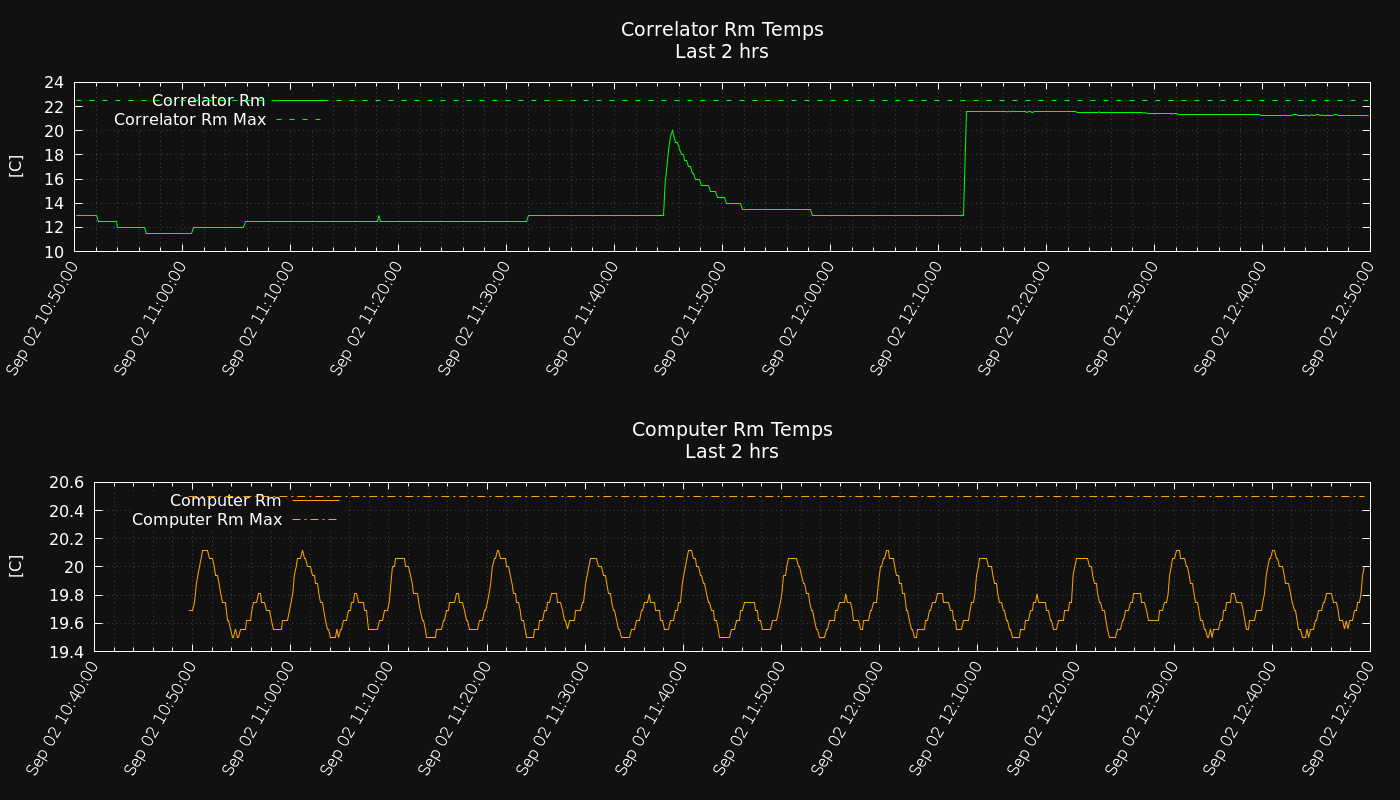 Correlator Rm Temps
Last 2 hrs
24
22
20
18
16
14
12
10
[C]
Correlator Rm
Correlator Rm Max
Sep 02 10:50:00
Sep 02 11:00:00
Sep 02 11:10:00
Sep 02 11:20:00
Sep 02 11:30:00
Sep 02 11:40:00
Sep 02 11:50:00
Sep 02 12:00:00
Sep 02 12:10:00
Sep 02 12:20:00
Sep 02 12:30:00
Sep 02 12:40:00
Sep 02 12:50:00
Computer Rm Temps
Last 2 hrs
20.6
20.4
20.2
20
19.8
19.6
19.4
[C]
Computer Rm
Computer Rm Max
Sep 02 10:40:00
Sep 02 10:50:00
Sep 02 11:00:00
Sep 02 11:10:00
Sep 02 11:20:00
Sep 02 11:30:00
Sep 02 11:40:00
Sep 02 11:50:00
Sep 02 12:00:00
Sep 02 12:10:00
Sep 02 12:20:00
Sep 02 12:30:00
Sep 02 12:40:00
Sep 02 12:50:00